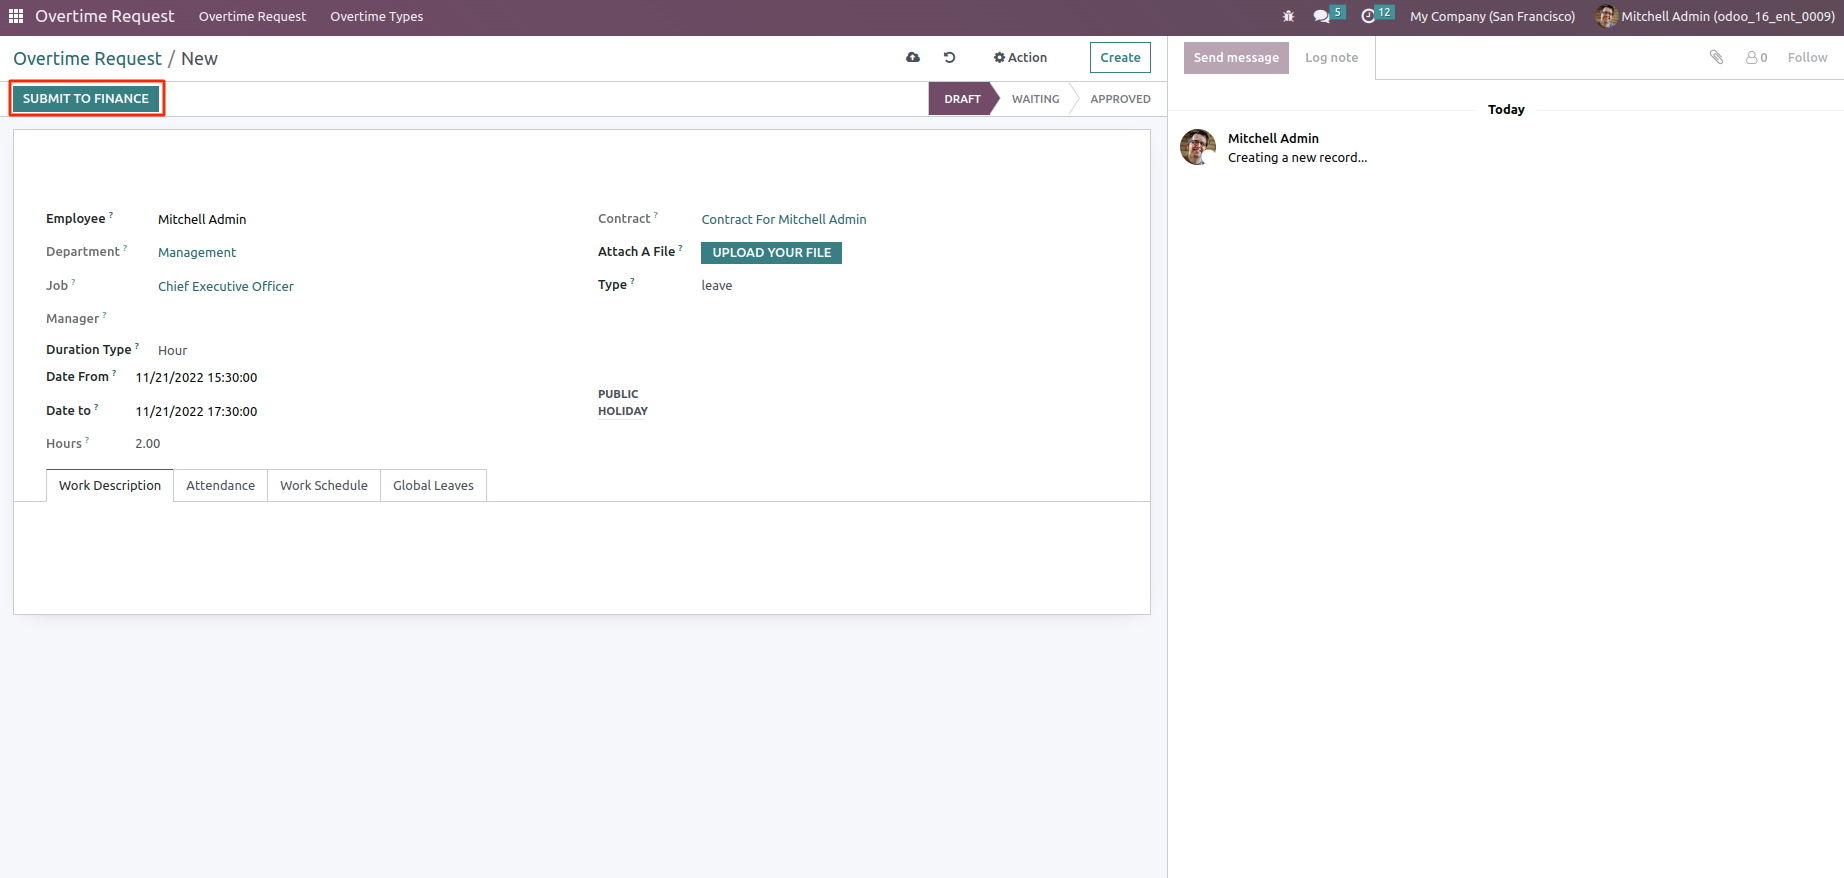 Overtime Request Overtime Request Overtime Types 5 12 My Company (San Francisco) Mitchell Admin (odoo_16_ent_0009)
Overtime Request / New Action Create
SUBMIT TO FINANCE DRAFT WAITING APPROVED
Employee ? Mitchell Admin Contract ? Contract For Mitchell Admin
Department ? Management Attach A File ? UPLOAD YOUR FILE
Job ? Chief Executive Officer Type ? leave
Manager ?
Duration Type ? Hour
Date From ? 11/21/2022 15:30:00
PUBLIC
HOLIDAY
Date to ? 11/21/2022 17:30:00
Hours ? 2.00
Work Description Attendance Work Schedule Global Leaves
Send message Log note 0 Follow
Today
Mitchell Admin
Creating a new record...